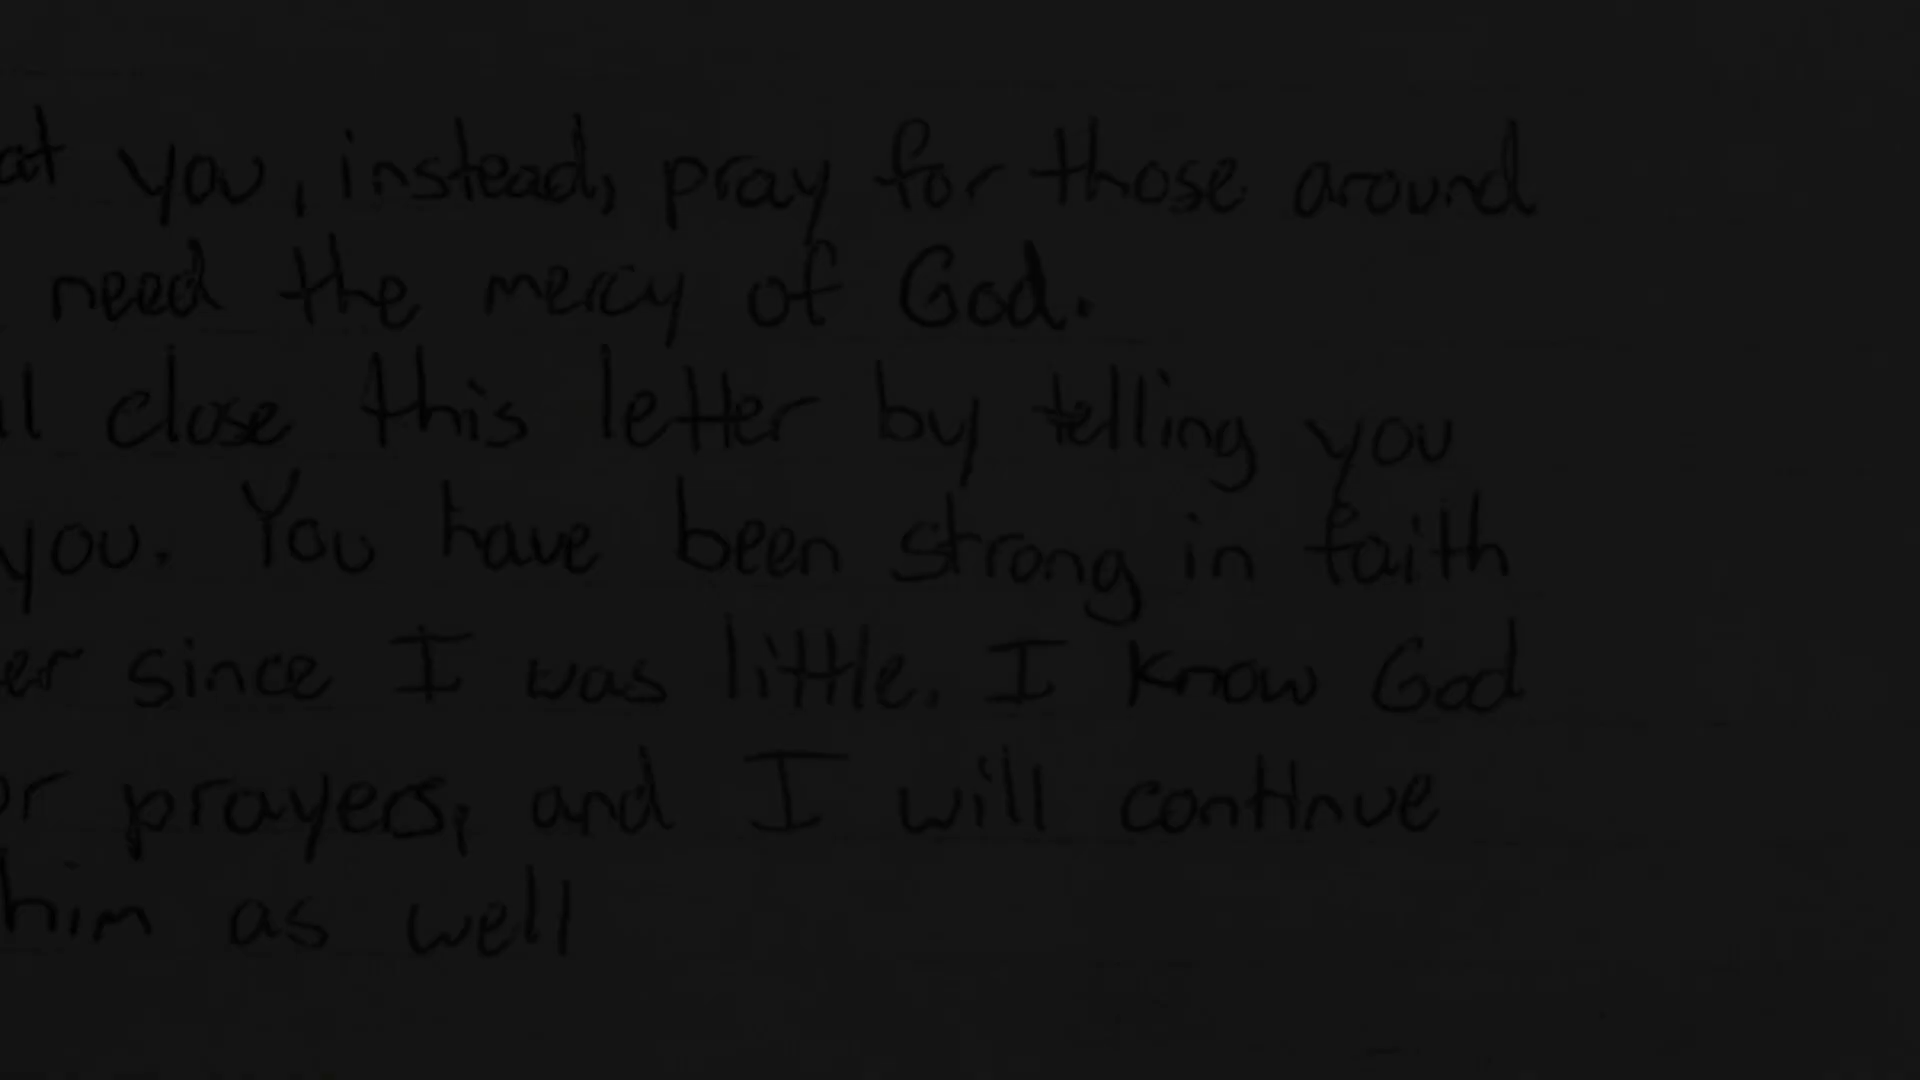 at you, instead, pray for those around
need the mercy of God.
close this letter by telling you
you. You have been strong in faith
er since I was little. I know God
or prayers, and I will continue
him as well